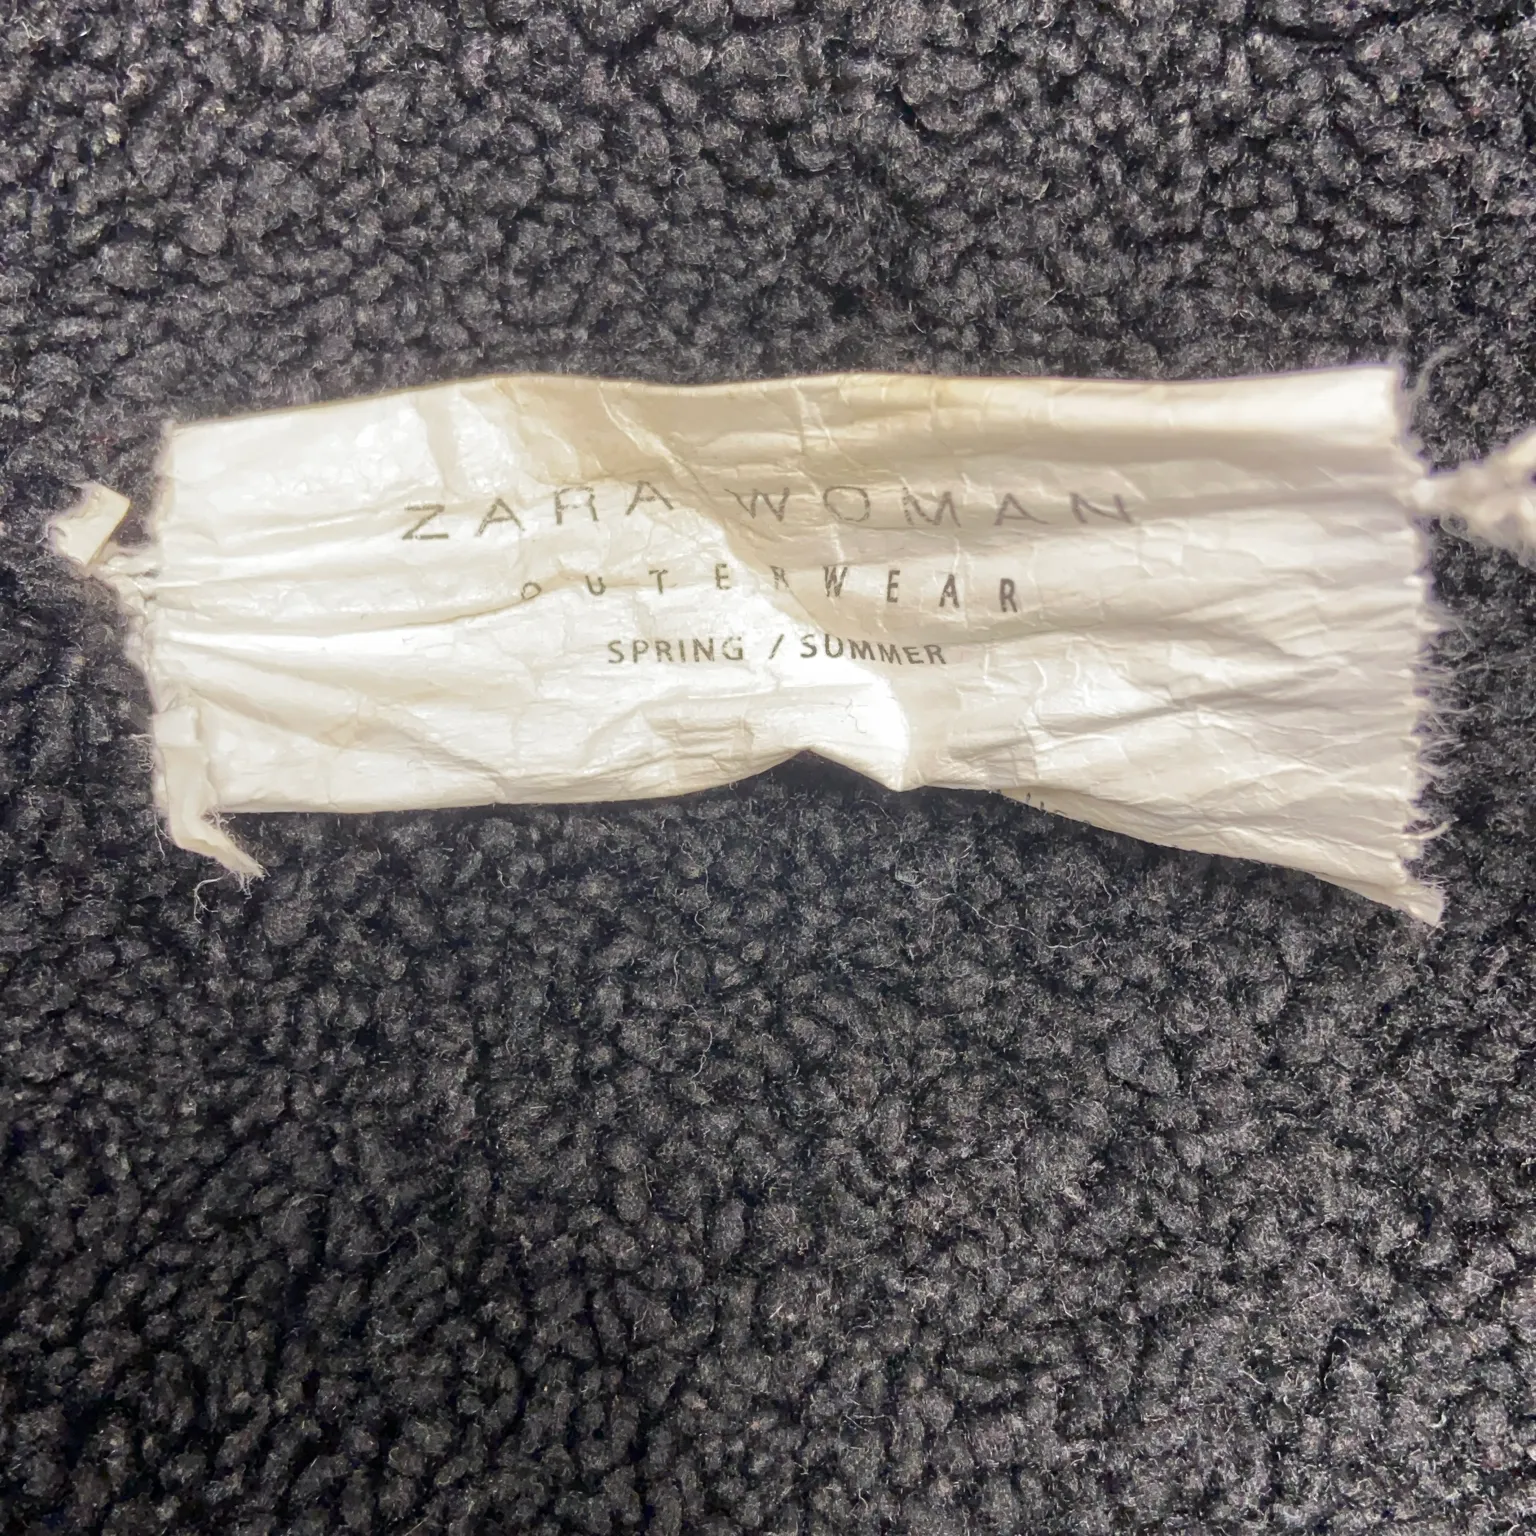 ZARA WOMAN
OUTERWEAR
SPRING / SUMMER